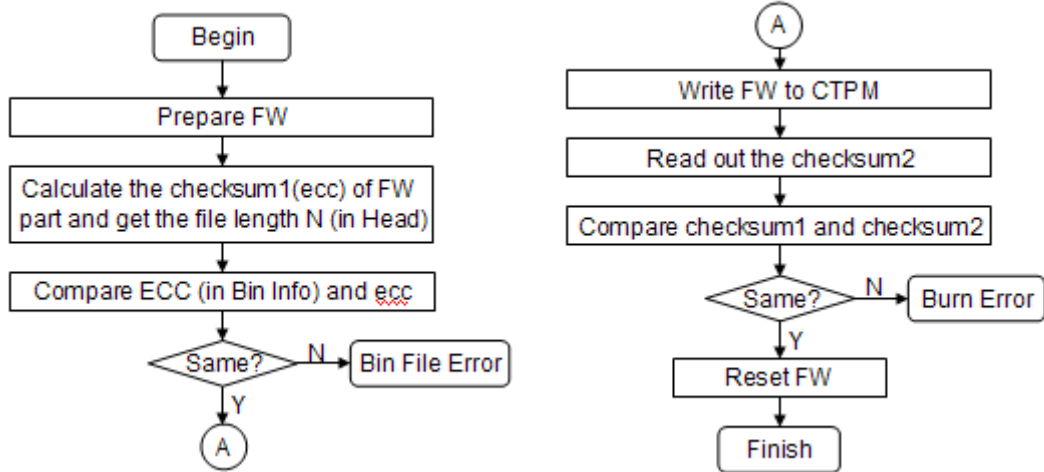 Begin
Prepare FW
Calculate the checksum1(ecc) of FW
part and get the file length N (in Head)
Compare ECC (in Bin Info) and ecc
Same?
N
Bin File Error
Y
A
A
Write FW to CTPM
Read out the checksum2
Compare checksum1 and checksum2
Same?
N
Burn Error
Y
Reset FW
Finish